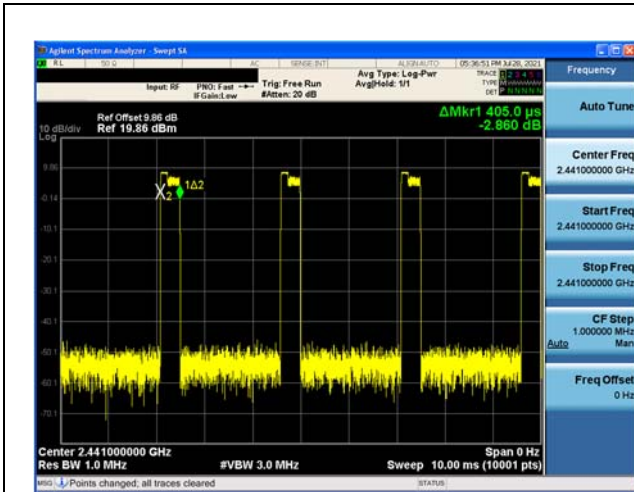 Agilent Spectrum Analyzer - Swept SA
RL 50 Ω AC SENSE:INT ALIGNAUTO 05:36:51 PM Jul 28, 2021
Input: RF PNO: Fast Trig: Free Run Avg Type: Log-Pwr TRACE 1 2 3 4 5 6
IFGain:Low #Atten: 20 dB Avg|Hold: 1/1 TYPE
DET P N N N N N
Ref Offset 9.86 dB ΔMkr1 405.0 µs
10 dB/div Ref 19.86 dBm -2.860 dB
Log
9.86
-0.14
1Δ2
X2
-10.1
-20.1
-30.1
-40.1
-50.1
-60.1
-70.1
Center 2.441000000 GHz Span 0 Hz
Res BW 1.0 MHz #VBW 3.0 MHz Sweep 10.00 ms (10001 pts)
MSG Points changed; all traces cleared STATUS
Frequency
Auto Tune
Center Freq
2.441000000 GHz
Start Freq
2.441000000 GHz
Stop Freq
2.441000000 GHz
CF Step
1.000000 MHz
Auto Man
Freq Offset
0 Hz